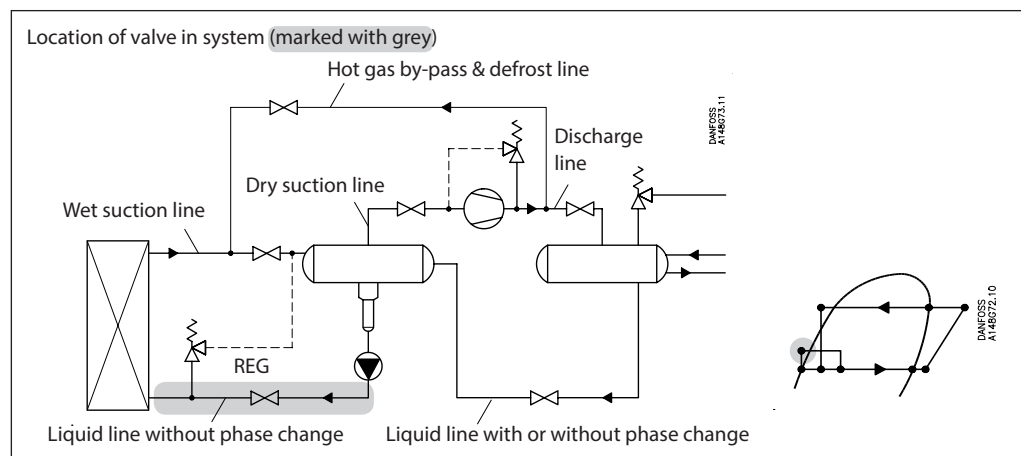 Location of valve in system (marked with grey)
Hot gas by-pass & defrost line
DANFOSS
A148G73.11
Discharge
line
Dry suction line
Wet suction line
DANFOSS
A148G72.10
REG
Liquid line without phase change
Liquid line with or without phase change